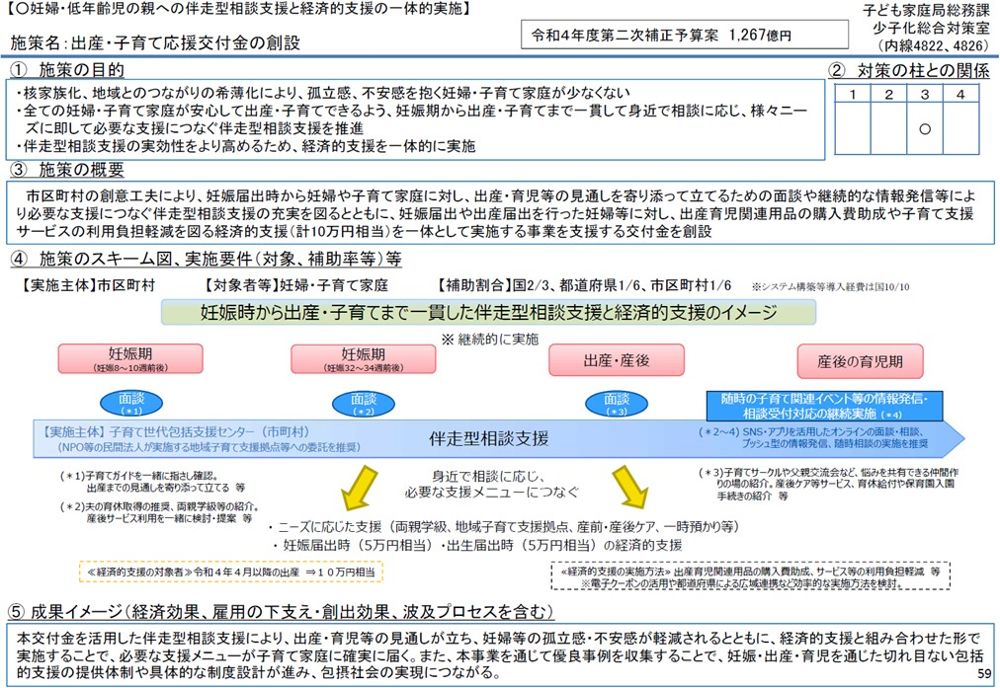 【〇妊婦・低年齢児の親への伴走型相談支援と経済的支援の一体的実施】
施策名：出産・子育て応援交付金の創設
令和４年度第二次補正予算案 1,267億円
子ども家庭局総務課
少子化総合対策室
（内線4822、4826）
① 施策の目的
・核家族化、地域とのつながりの希薄化により、孤立感、不安感を抱く妊婦・子育て家庭が少なくない
・全ての妊婦・子育て家庭が安心して出産・子育てできるよう、妊娠期から出産・子育てまで一貫して身近で相談に応じ、様々ニー
ズに即して必要な支援につなぐ伴走型相談支援を推進
・伴走型相談支援の実効性をより高めるため、経済的支援を一体的に実施
② 対策の柱との関係
1 2 3 4
○
③ 施策の概要
市区町村の創意工夫により、妊娠届出時から妊婦や子育て家庭に対し、出産・育児等の見通しを寄り添って立てるための面談や継続的な情報発信等によ
り必要な支援につなぐ伴走型相談支援の充実を図るとともに、妊娠届出や出産届出を行った妊婦等に対し、出産育児関連用品の購入費助成や子育て支援
サービスの利用負担軽減を図る経済的支援（計10万円相当）を一体として実施する事業を支援する交付金を創設
④ 施策のスキーム図、実施要件（対象、補助率等）等
【実施主体】市区町村 【対象者等】妊婦・子育て家庭 【補助割合】国2/3、都道府県1/6、市区町村1/6 ※システム構築等導入経費は国10/10
妊娠時から出産・子育てまで一貫した伴走型相談支援と経済的支援のイメージ
※ 継続的に実施
妊娠期
（妊娠8～10週前後）
妊娠期
（妊娠32～34週前後）
出産・産後
産後の育児期
面談
（＊1）
面談
（＊2）
面談
（＊3）
随時の子育て関連イベント等の情報発信・
相談受付対応の継続実施（＊4）
【実施主体】子育て世代包括支援センター（市町村）
（NPO等の民間法人が実施する地域子育て支援拠点等への委託を推奨）
伴走型相談支援
（＊２～４）SNS・アプリを活用したオンラインの面談・相談、
プッシュ型の情報発信、随時相談の実施を推奨
（＊1）子育てガイドを一緒に指さし確認。
出産までの見通しを寄り添って立てる 等
（＊2）夫の育休取得の推奨、両親学級等の紹介。
産後サービス利用を一緒に検討・提案 等
身近で相談に応じ、
必要な支援メニューにつなぐ
（＊3）子育てサークルや父親交流会など、悩みを共有できる仲間作
りの場の紹介。産後ケア等サービス、育休給付や保育園入園
手続きの紹介 等
・ニーズに応じた支援（両親学級、地域子育て支援拠点、産前・産後ケア、一時預かり等）
・妊娠届出時（５万円相当）・出生届出時（５万円相当）の経済的支援
≪経済的支援の対象者≫令和４年４月以降の出産 ⇒１０万円相当
≪経済的支援の実施方法≫ 出産育児関連用品の購入費助成、サービス等の利用負担軽減 等
※電子クーポンの活用や都道府県による広域連携など効率的な実施方法を検討。
⑤ 成果イメージ（経済効果、雇用の下支え・創出効果、波及プロセスを含む）
本交付金を活用した伴走型相談支援により、出産・育児等の見通しが立ち、妊婦等の孤立感・不安感が軽減されるとともに、経済的支援と組み合わせた形で
実施することで、必要な支援メニューが子育て家庭に確実に届く。また、本事業を通じて優良事例を収集することで、妊娠・出産・育児を通じた切れ目ない包括
的支援の提供体制や具体的な制度設計が進み、包摂社会の実現につながる。
59